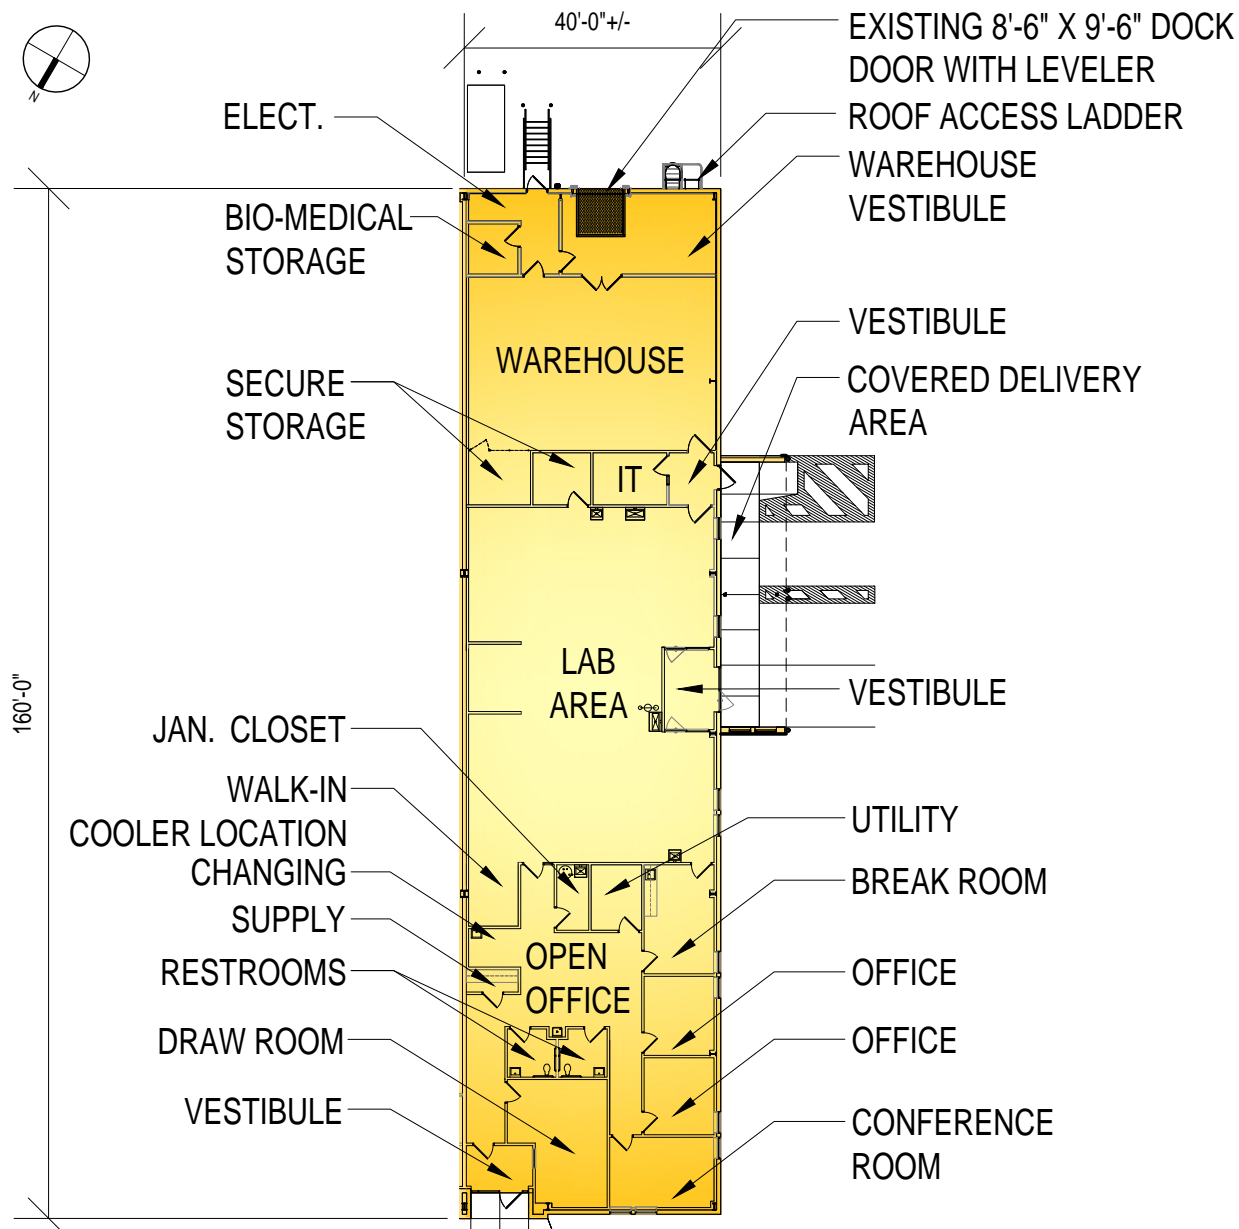 40'-0"+/-
EXISTING 8'-6" X 9'-6" DOCK
DOOR WITH LEVELER
N
ELECT.
ROOF ACCESS LADDER
WAREHOUSE
VESTIBULE
BIO-MEDICAL
STORAGE
VESTIBULE
WAREHOUSE
SECURE
STORAGE
COVERED DELIVERY
AREA
IT
160'-0"
LAB
AREA
VESTIBULE
JAN. CLOSET
WALK-IN
COOLER LOCATION
UTILITY
CHANGING
BREAK ROOM
SUPPLY
OPEN
OFFICE
RESTROOMS
OFFICE
DRAW ROOM
OFFICE
VESTIBULE
CONFERENCE
ROOM